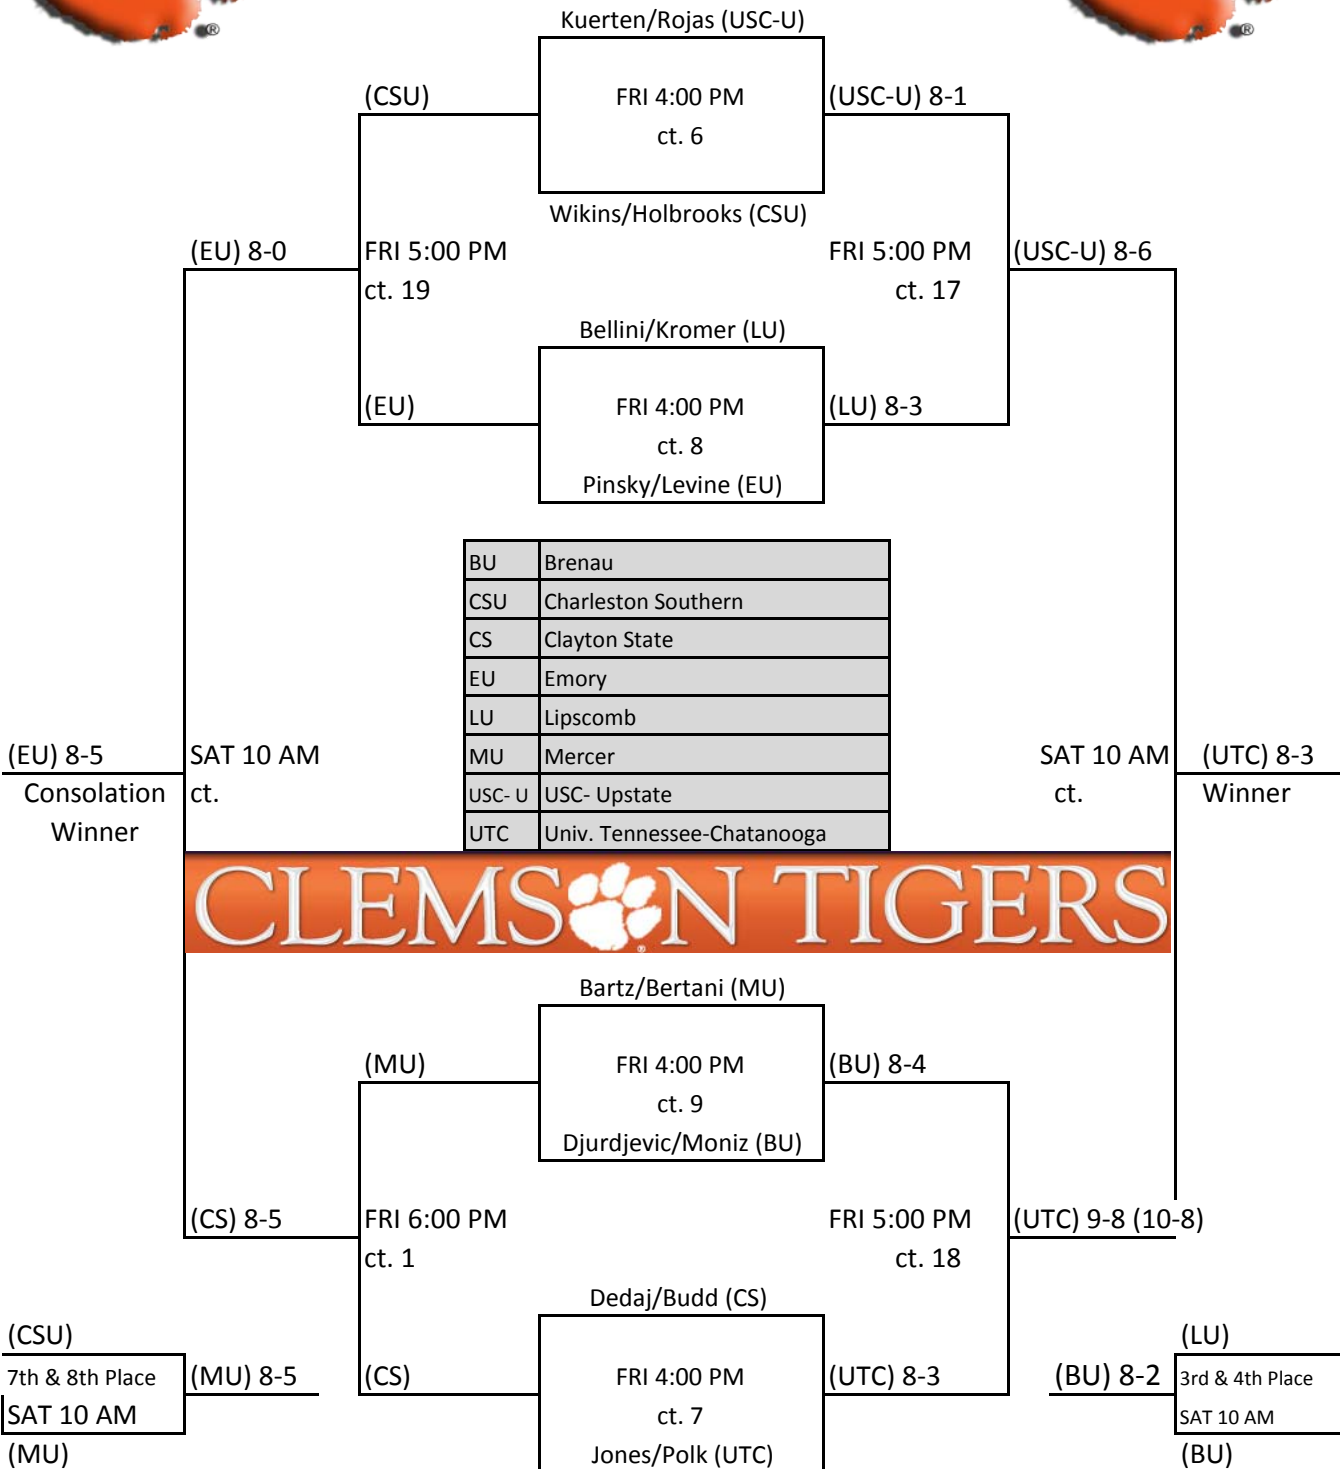 Kuerten/Rojas (USC-U)
(CSU)
FRI 4:00 PM
(USC-U) 8-1
ct. 6
Wikins/Holbrooks (CSU)
(EU) 8-0
FRI 5:00 PM
FRI 5:00 PM
(USC-U) 8-6
ct. 19
ct. 17
Bellini/Kromer (LU)
(EU)
FRI 4:00 PM
(LU) 8-3
ct. 8
Pinsky/Levine (EU)
BU Brenau
CSU Charleston Southern
CS Clayton State
EU Emory
LU Lipscomb
MU Mercer
USC- U USC- Upstate
UTC Univ. Tennessee-Chatanooga
(EU) 8-5
SAT 10 AM
SAT 10 AM
(UTC) 8-3
Consolation
ct.
ct.
Winner
Winner
CLEMSON TIGERS
Bartz/Bertani (MU)
(MU)
FRI 4:00 PM
(BU) 8-4
ct. 9
Djurdjevic/Moniz (BU)
(CS) 8-5
FRI 6:00 PM
FRI 5:00 PM
(UTC) 9-8 (10-8)
ct. 1
ct. 18
Dedaj/Budd (CS)
(CSU)
(LU)
7th & 8th Place
(MU) 8-5
(CS)
FRI 4:00 PM
(UTC) 8-3
(BU) 8-2
3rd & 4th Place
SAT 10 AM
ct. 7
SAT 10 AM
(MU)
Jones/Polk (UTC)
(BU)